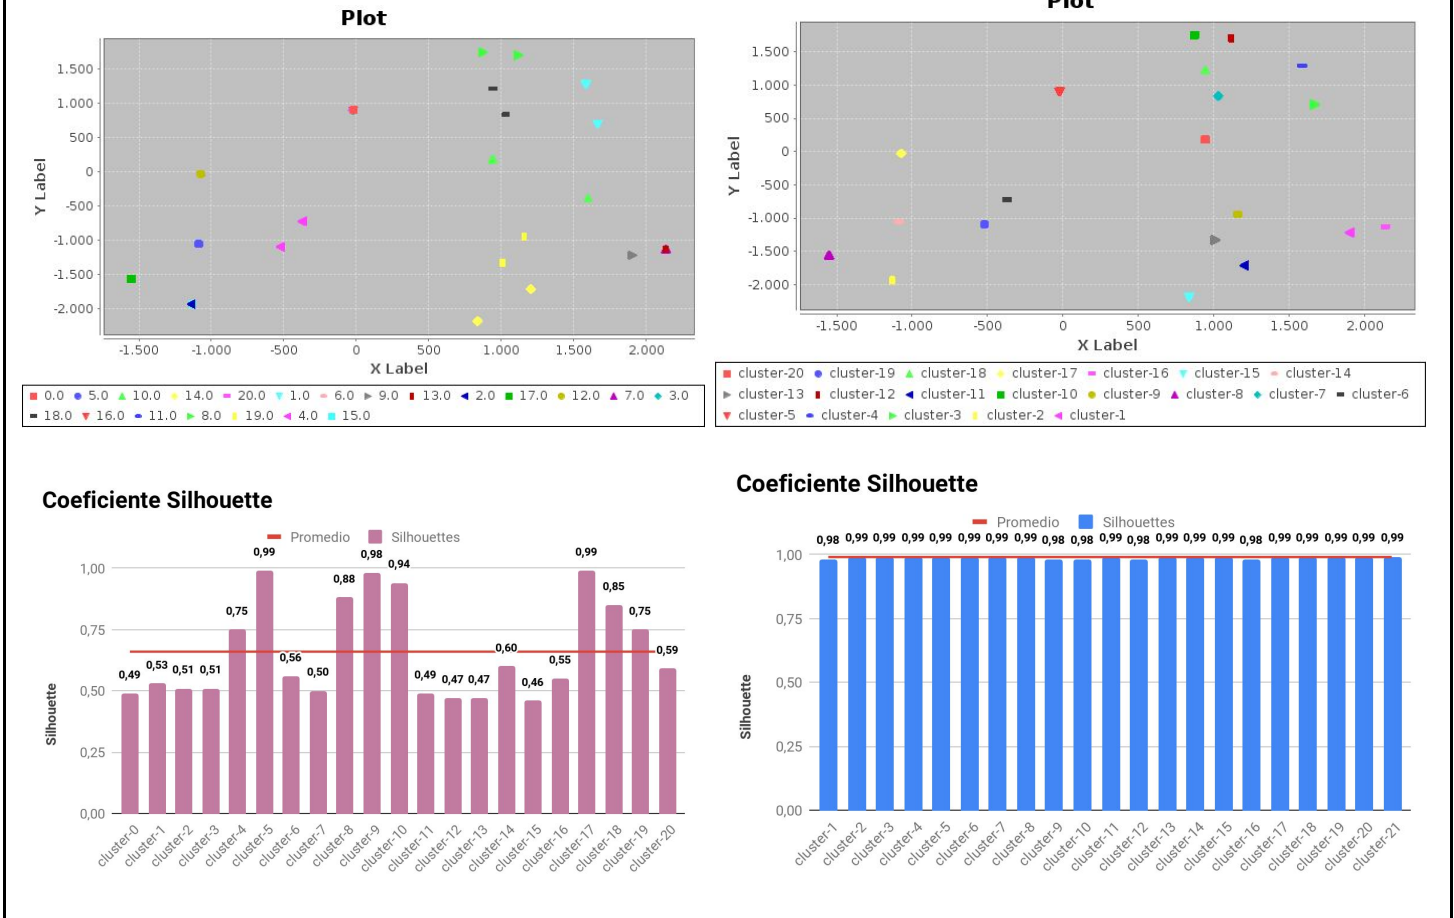 Plot
1.500
1.000
500
0
-500
-1.000
-1.500
-2.000
Y Label
-1.500 -1.000 -500 0 500 1.000 1.500 2.000
X Label
0.0 5.0 10.0 14.0 20.0 1.0 6.0 9.0 13.0 2.0 17.0 12.0 7.0 3.0
18.0 16.0 11.0 8.0 19.0 4.0 15.0
Plot
1.500
1.000
500
0
-500
-1.000
-1.500
-2.000
Y Label
-1.500 -1.000 -500 0 500 1.000 1.500 2.000
X Label
cluster-20 cluster-19 cluster-18 cluster-17 cluster-16 cluster-15 cluster-14
cluster-13 cluster-12 cluster-11 cluster-10 cluster-9 cluster-8 cluster-7 cluster-6
cluster-5 cluster-4 cluster-3 cluster-2 cluster-1
Coeficiente Silhouette
Promedio Silhouettes
1,00
0,75
0,50
0,25
0,00
Silhouette
0,49 0,53 0,51 0,51 0,75 0,99 0,56 0,50 0,88 0,98 0,94 0,49 0,47 0,47 0,60 0,46 0,55 0,99 0,85 0,75 0,59
cluster-0 cluster-1 cluster-2 cluster-3 cluster-4 cluster-5 cluster-6 cluster-7 cluster-8 cluster-9 cluster-10 cluster-11 cluster-12 cluster-13 cluster-14 cluster-15 cluster-16 cluster-17 cluster-18 cluster-19 cluster-20
Coeficiente Silhouette
Promedio Silhouettes
0,98 0,99 0,99 0,99 0,99 0,99 0,99 0,99 0,98 0,98 0,99 0,98 0,99 0,99 0,99 0,98 0,99 0,99 0,99 0,99 0,99
1,00
0,75
0,50
0,25
0,00
Silhouette
cluster-1 cluster-2 cluster-3 cluster-4 cluster-5 cluster-6 cluster-7 cluster-8 cluster-9 cluster-10 cluster-11 cluster-12 cluster-13 cluster-14 cluster-15 cluster-16 cluster-17 cluster-18 cluster-19 cluster-20 cluster-21